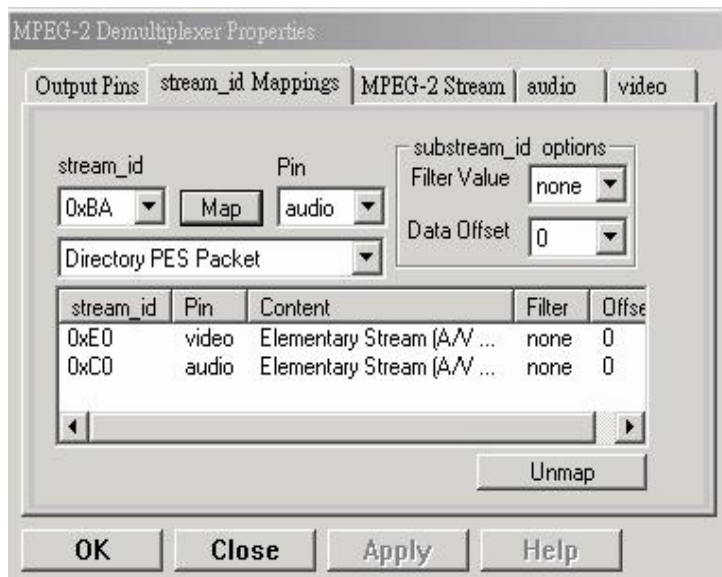 MPEG-2 Demultiplexer Properties
Output Pins stream_id Mappings MPEG-2 Stream audio video
stream_id Pin
0xBA Map audio
Directory PES Packet
substream_id options
Filter Value none
Data Offset 0
stream_id Pin Content Filter Offse
0xE0 video Elementary Stream (A/V ... none 0
0xC0 audio Elementary Stream (A/V ... none 0
Unmap
OK Close Apply Help